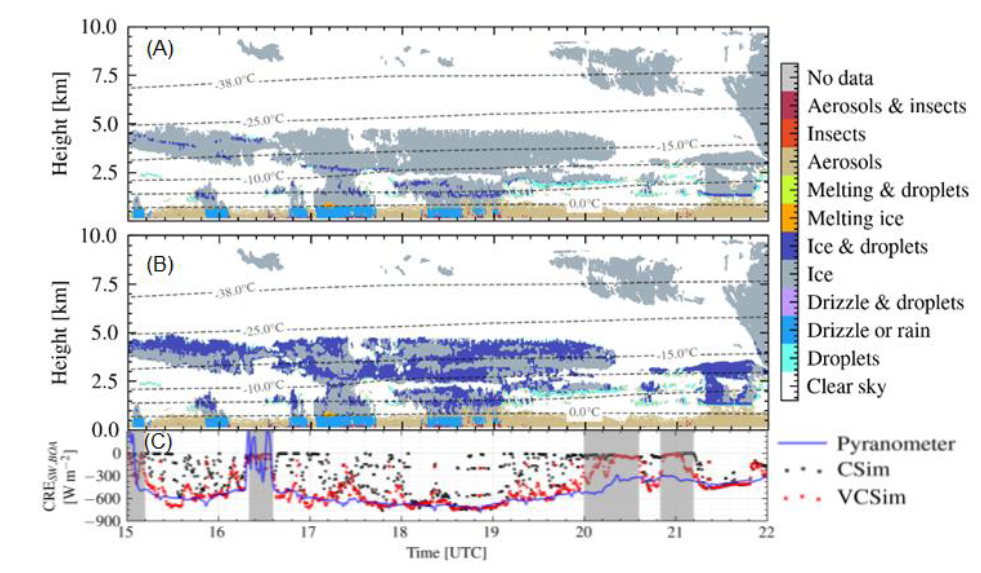 10.0
(A)
7.5
-38.0°C
Height [km]
5.0
-25.0°C
-15.0°C
2.5
-10.0°C
0.0°C
10.0
(B)
7.5
-38.0°C
Height [km]
5.0
-25.0°C
-15.0°C
2.5
-10.0°C
0.0°C
0.0
(C)
CRE_SW,BOA
[W m⁻²]
0
−300
−600
−900
15 16 17 18 19 20 21 22
Time [UTC]
No data
Aerosols & insects
Insects
Aerosols
Melting & droplets
Melting ice
Ice & droplets
Ice
Drizzle & droplets
Drizzle or rain
Droplets
Clear sky
Pyranometer
CSim
VCSim